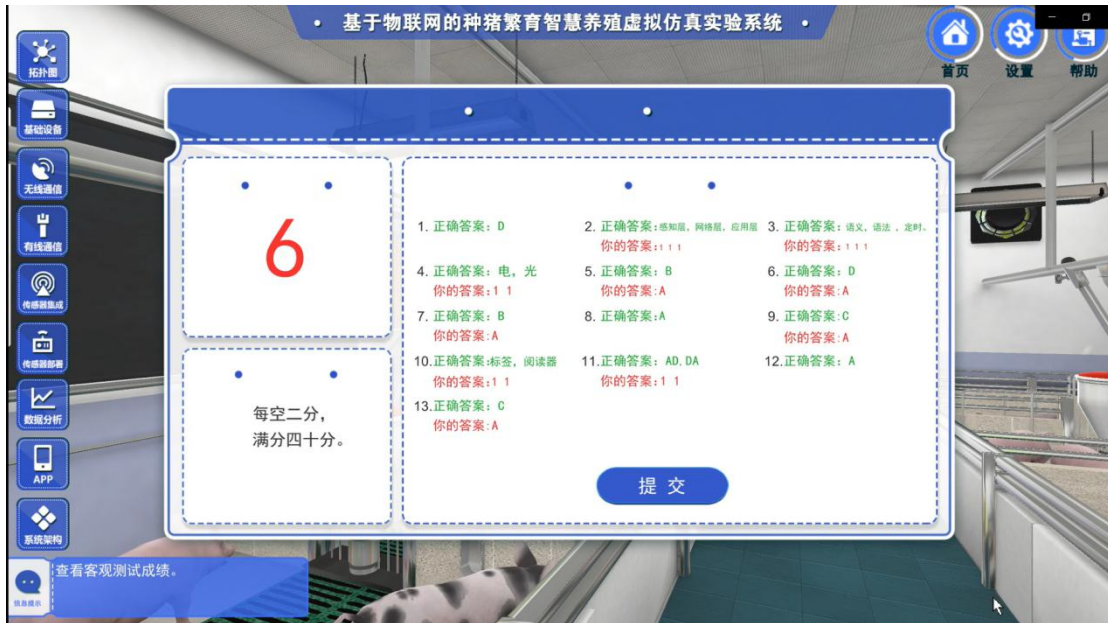 • 基于物联网的种猪繁育智慧养殖虚拟仿真实验系统 •
首页
设置
帮助
拓扑图
基础设备
无线通信
有线通信
传感器集成
传感器部署
数据分析
APP
系统架构
6
每空二分，
满分四十分。
1. 正确答案: D
2. 正确答案:感知层, 网络层, 应用层
你的答案:1 1 1
3. 正确答案: 语义, 语法 , 定时。
你的答案:1 1 1
4. 正确答案: 电, 光
你的答案:1 1
5. 正确答案: B
你的答案:A
6. 正确答案: D
你的答案:A
7. 正确答案: B
你的答案:A
8. 正确答案:A
9. 正确答案:C
你的答案:A
10.正确答案:标签, 阅读器
你的答案:1 1
11.正确答案: AD.DA
你的答案:1 1
12.正确答案: A
13.正确答案: C
你的答案:A
提 交
查看客观测试成绩。
信息提示